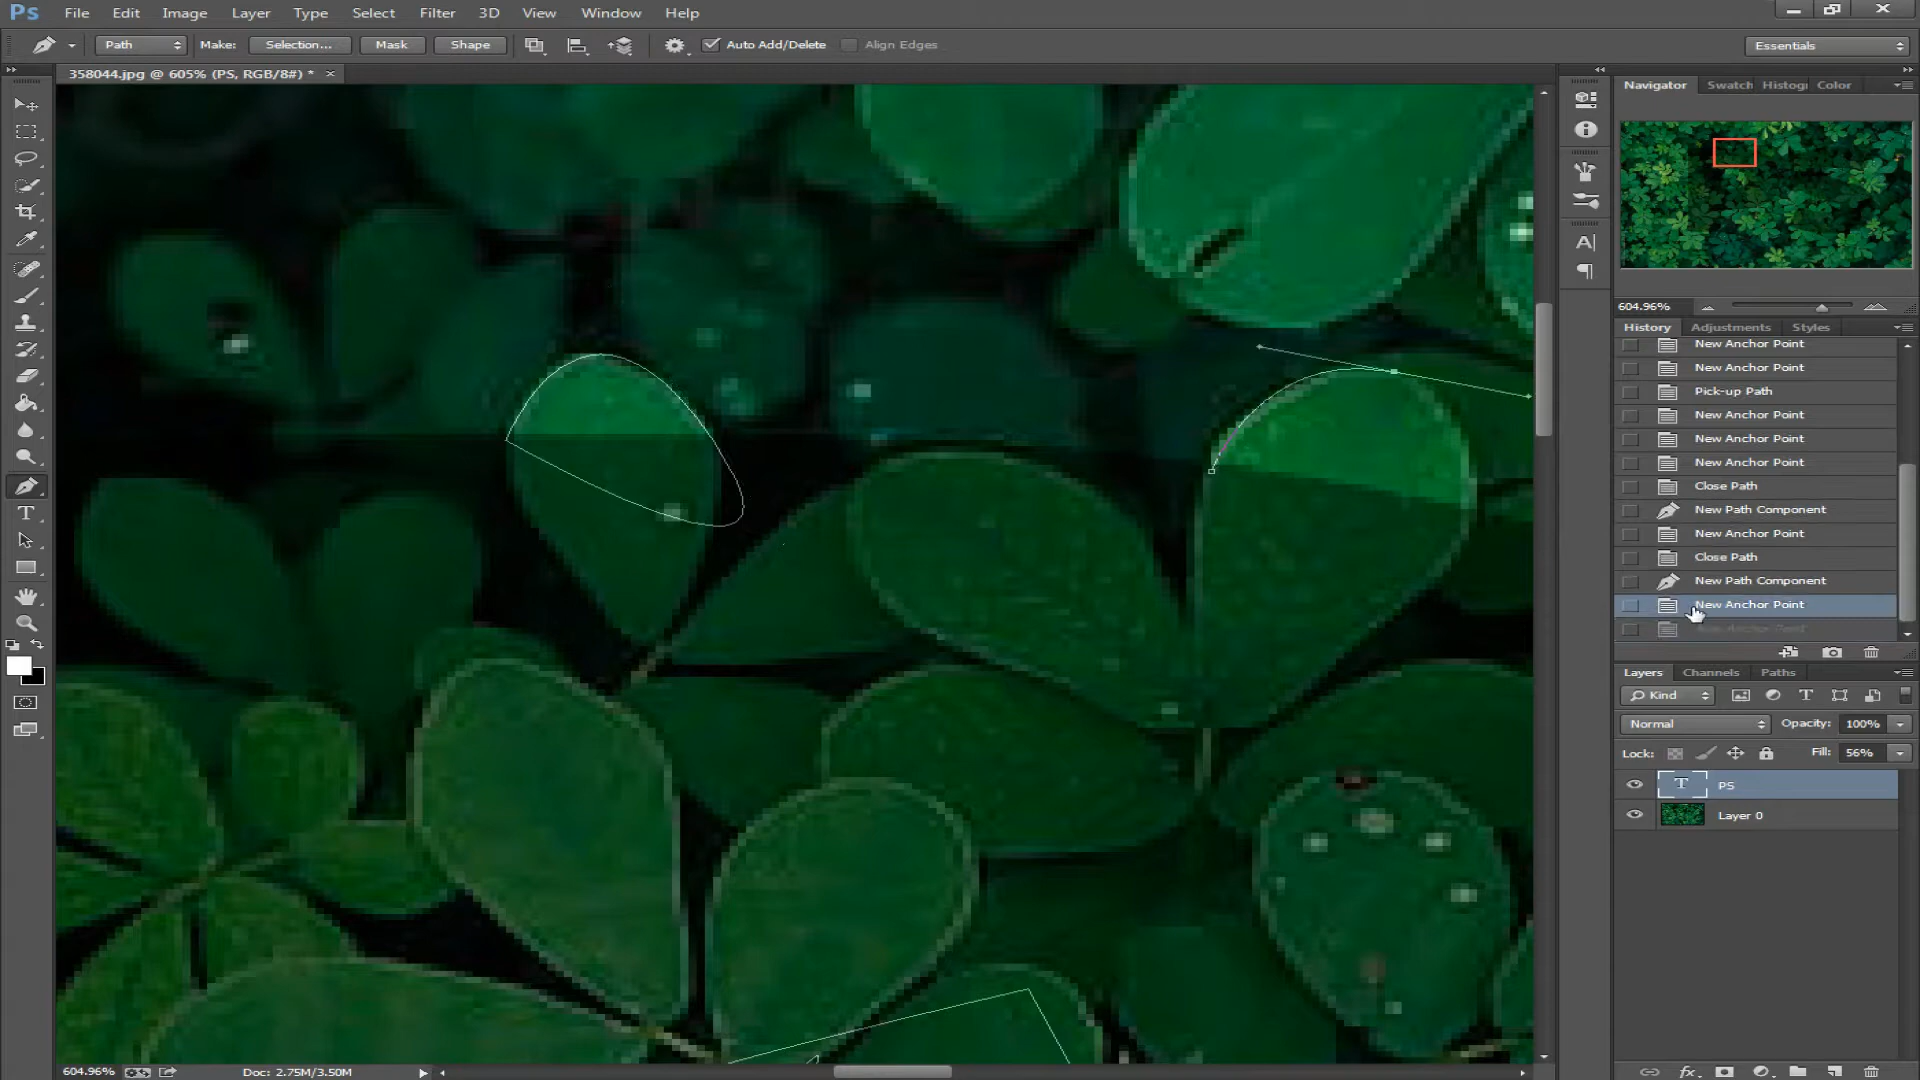 Ps File Edit Image Layer Type Select Filter 3D View Window Help
Path Make: Selection... Mask Shape Auto Add/Delete Align Edges Essentials
358044.jpg @ 605% (PS, RGB/8#) * ×
Navigator Swatch Histogr Color
604.96%
History Adjustments Styles
New Anchor Point
New Anchor Point
Pick-up Path
New Anchor Point
New Anchor Point
New Anchor Point
Close Path
New Path Component
New Anchor Point
Close Path
New Path Component
New Anchor Point
New Anchor Point
Layers Channels Paths
Kind
Normal Opacity: 100%
Lock: Fill: 56%
T PS
Layer 0
604.96% Doc: 2.75M/3.50M
fx